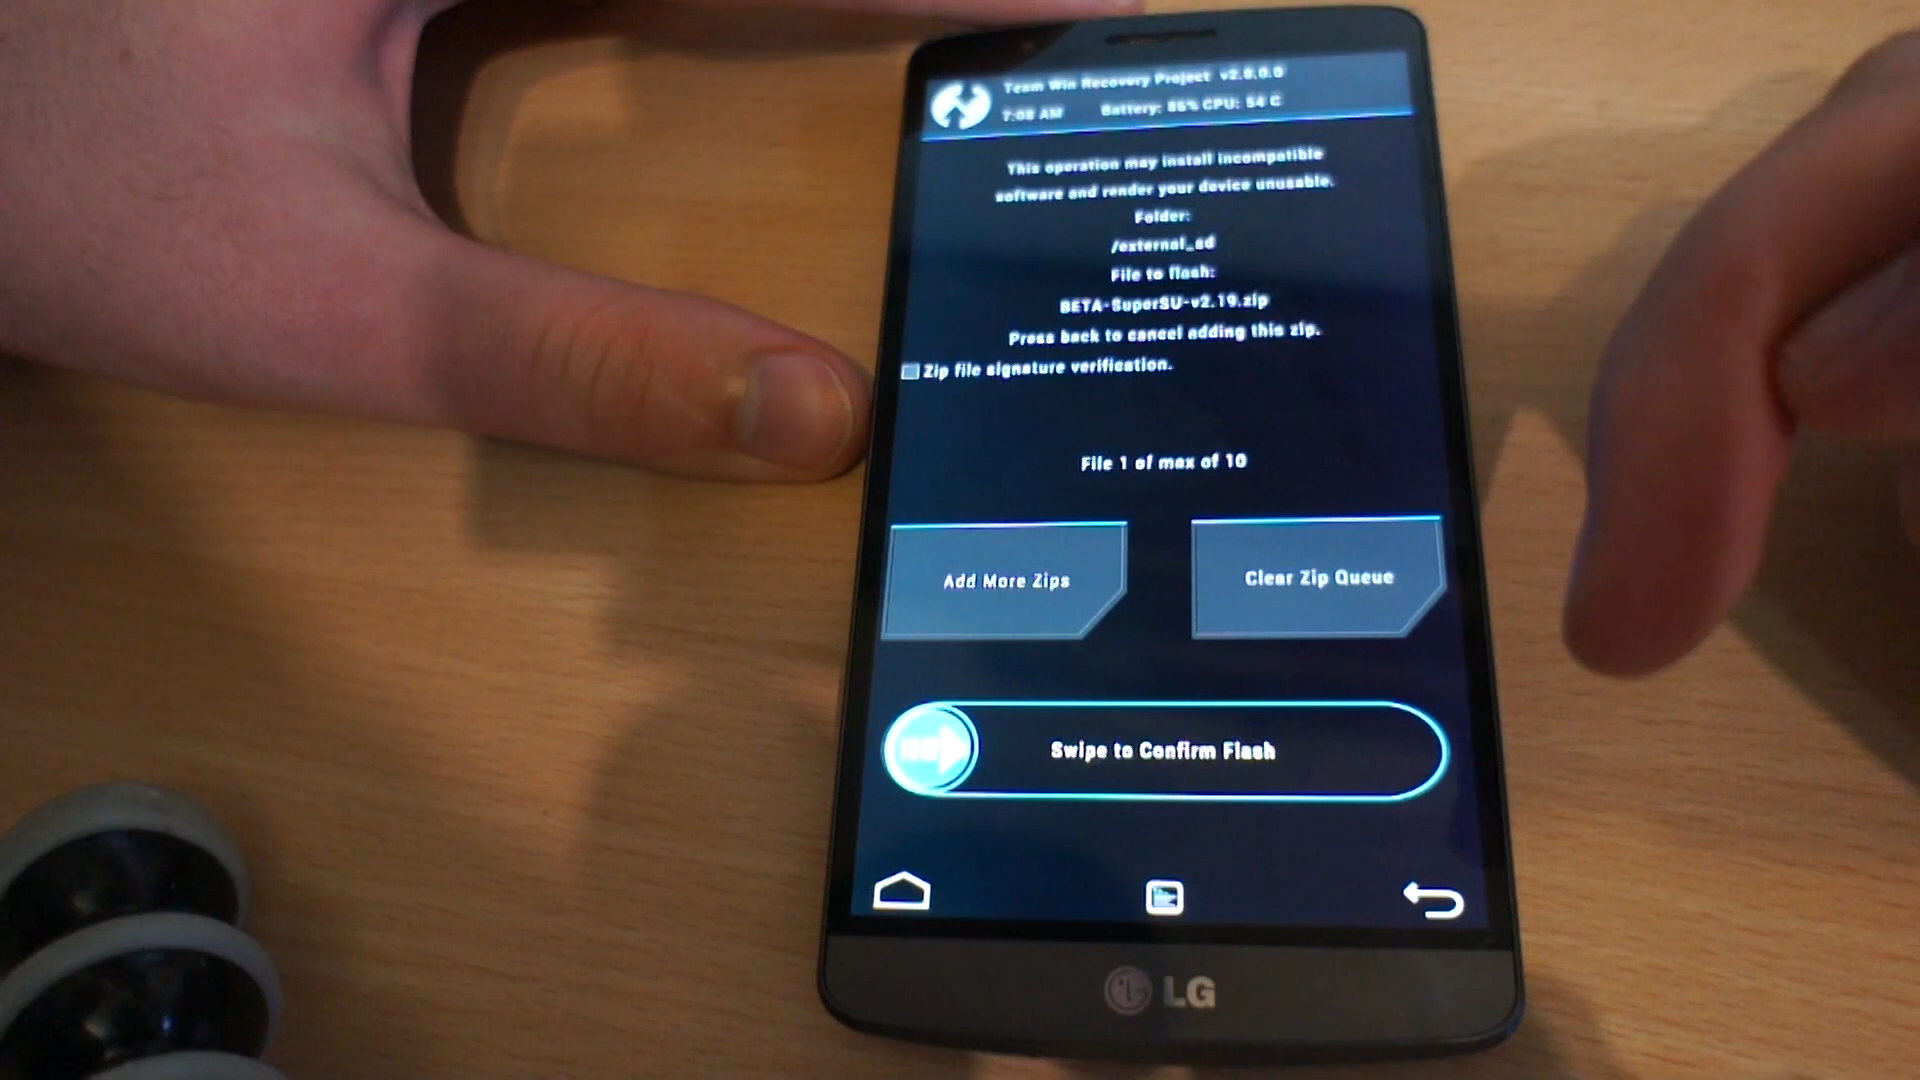 Team Win Recovery Project v2.8.0.0
7:08 AM Battery: 86% CPU: 54 C
This operation may install incompatible
software and render your device unusable.
Folder:
/external_sd
File to flash:
BETA-SuperSU-v2.19.zip
Press back to cancel adding this zip.
Zip file signature verification.
File 1 of max of 10
Add More Zips
Clear Zip Queue
Swipe to Confirm Flash
LG